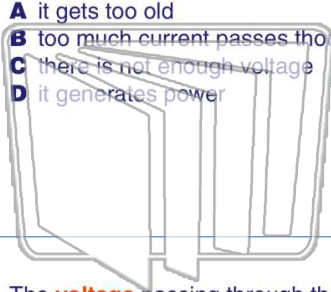 A it gets too old
B too much current passes tho
C there is not enough voltage
D it generates power
The voltage passing through th